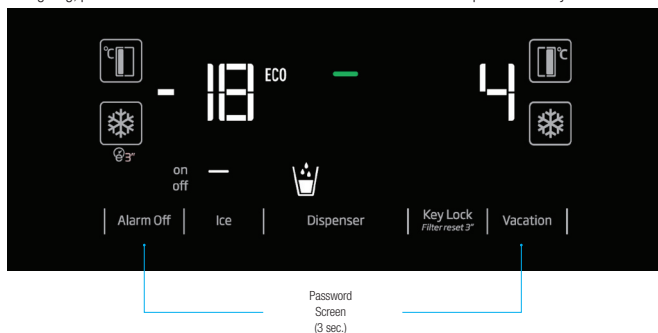 °C
- 18 ECO
4
°C
3"
on
off
Alarm Off
Ice
Dispenser
Key Lock
Filter reset 3"
Vacation
Password
Screen
(3 sec.)